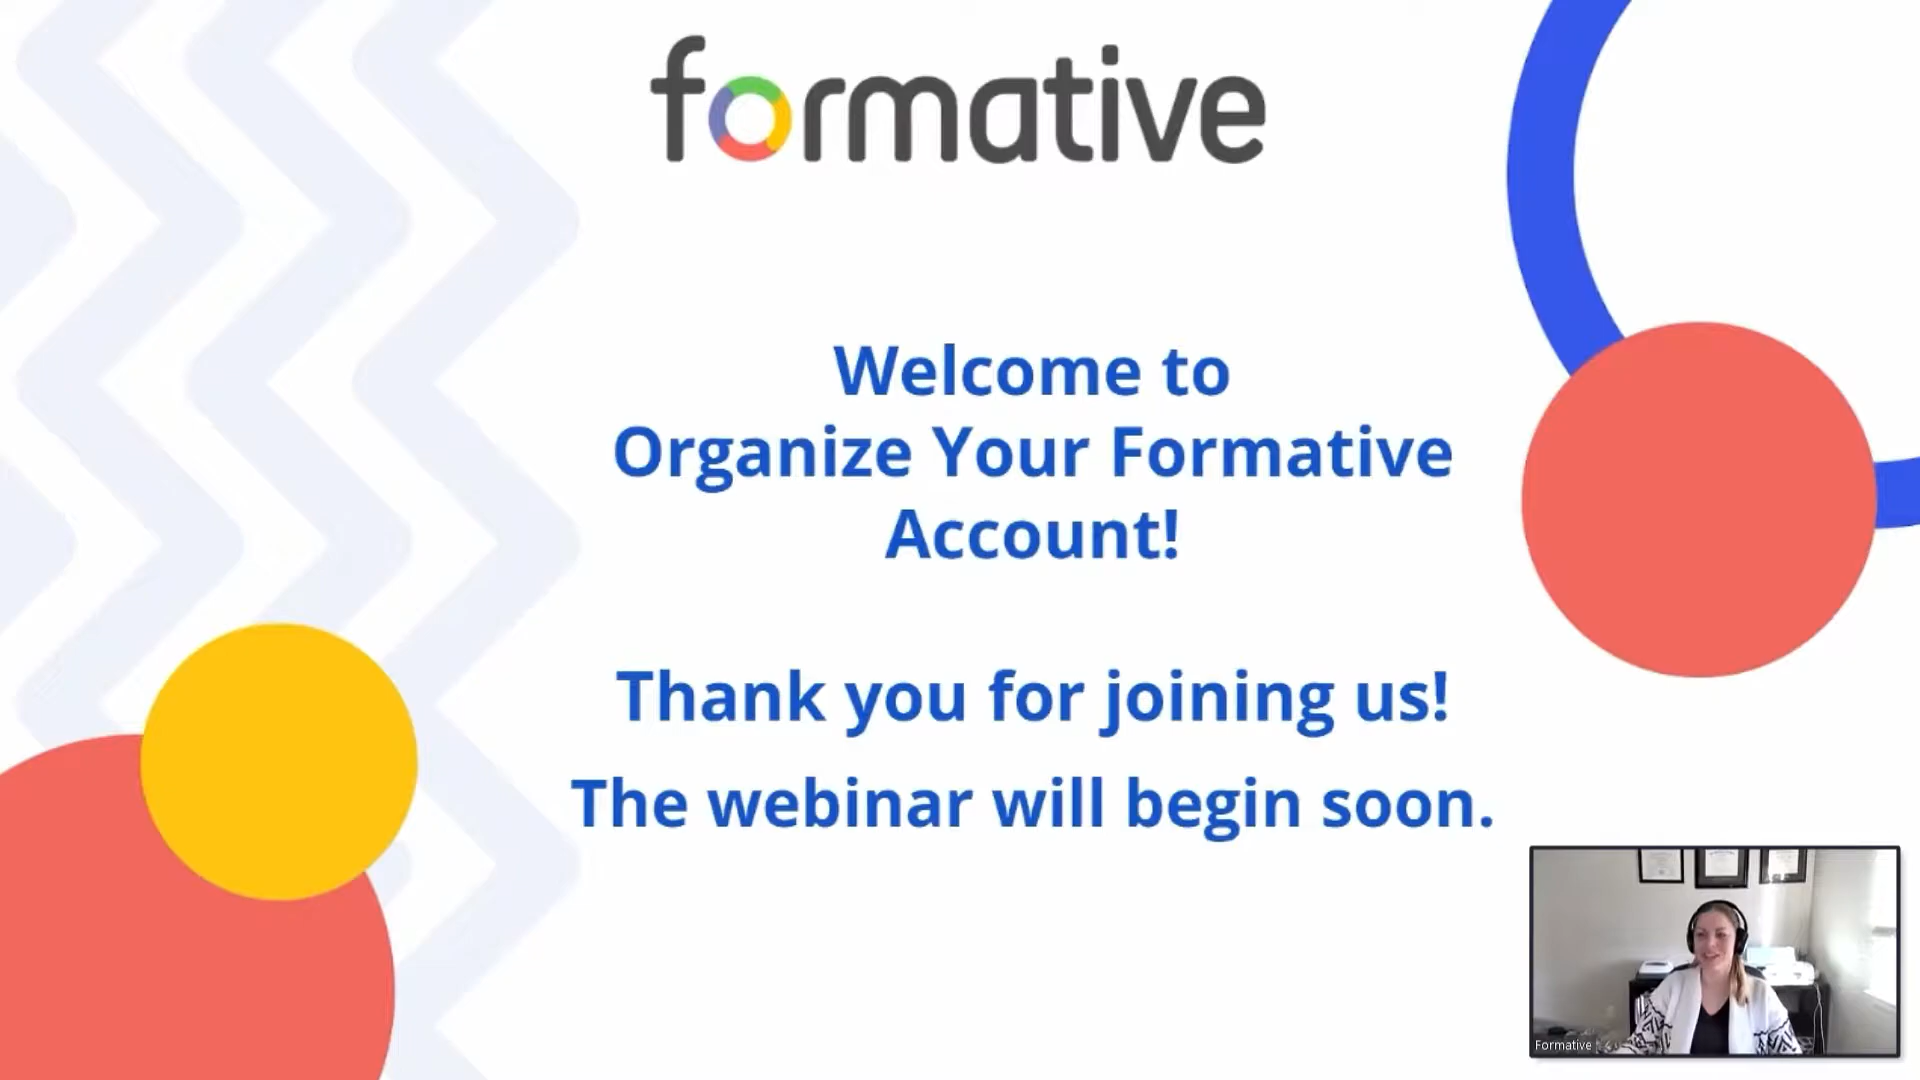 formative
Welcome to
Organize Your Formative
Account!
Thank you for joining us!
The webinar will begin soon.
Formative